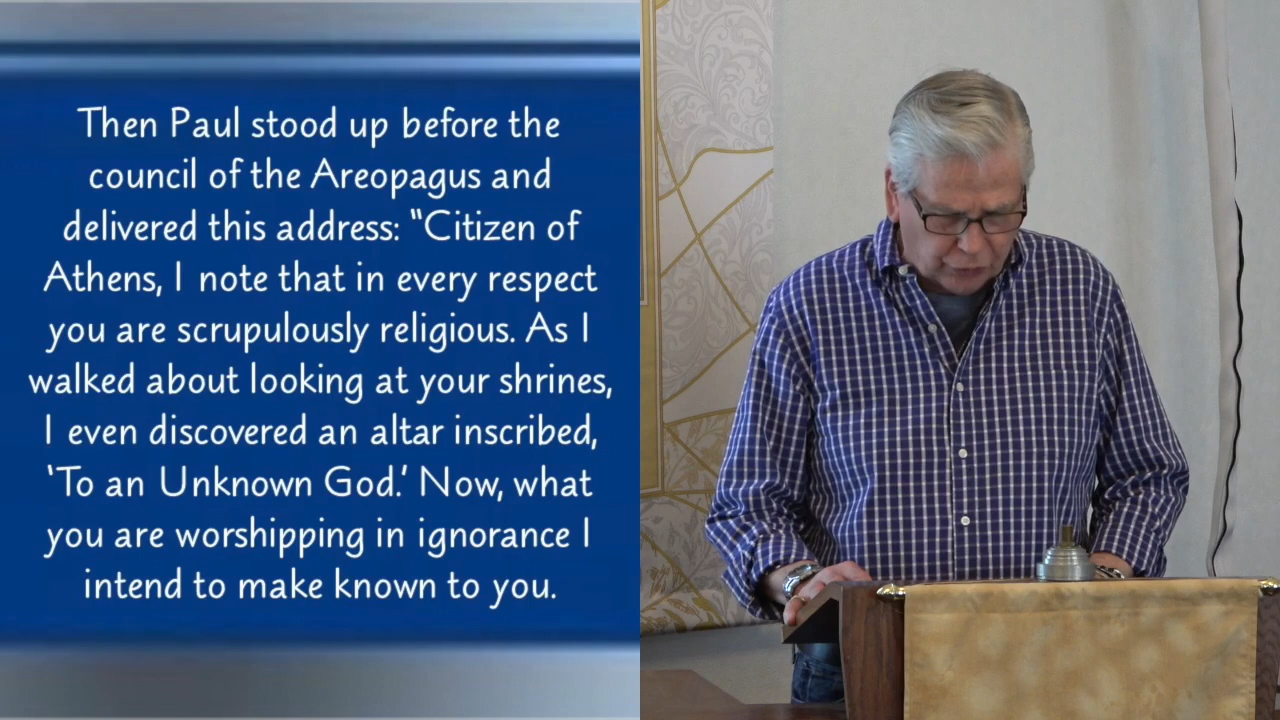 Then Paul stood up before the
council of the Areopagus and
delivered this address: "Citizen of
Athens, I note that in every respect
you are scrupulously religious. As I
walked about looking at your shrines,
I even discovered an altar inscribed,
'To an Unknown God.' Now, what
you are worshipping in ignorance I
intend to make known to you.